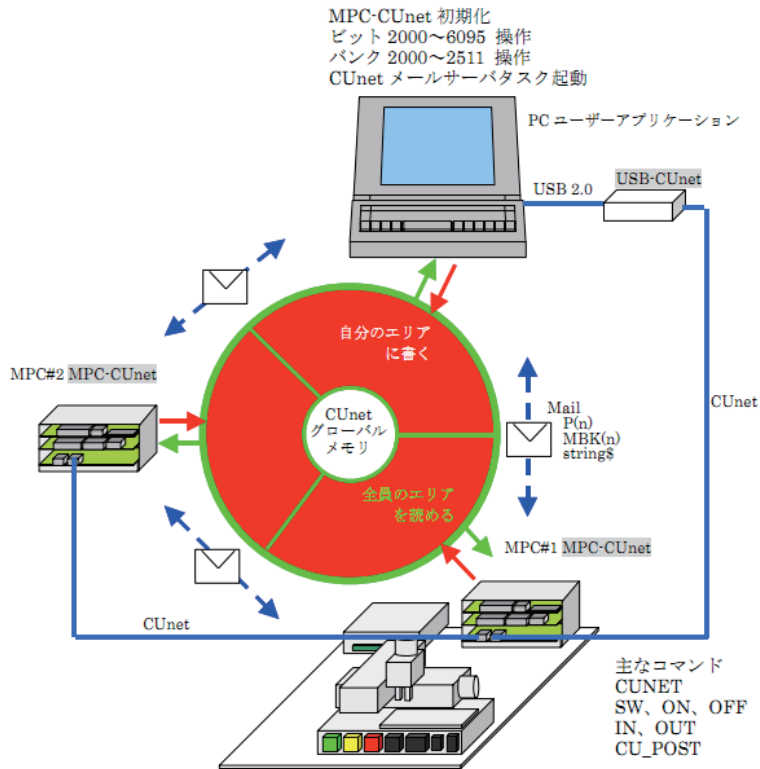 MPC-CUnet 初期化
ビット 2000～6095 操作
バンク 2000～2511 操作
CUnet メールサーバタスク起動
PC ユーザーアプリケーション
USB 2.0
USB-CUnet
自分のエリア
に書く
MPC#2 MPC-CUnet
CUnet
グローバル
メモリ
Mail
P(n)
MBK(n)
string$
CUnet
全員のエリア
を読める
MPC#1 MPC-CUnet
CUnet
主なコマンド
CUNET
SW、ON、OFF
IN、OUT
CU_POST